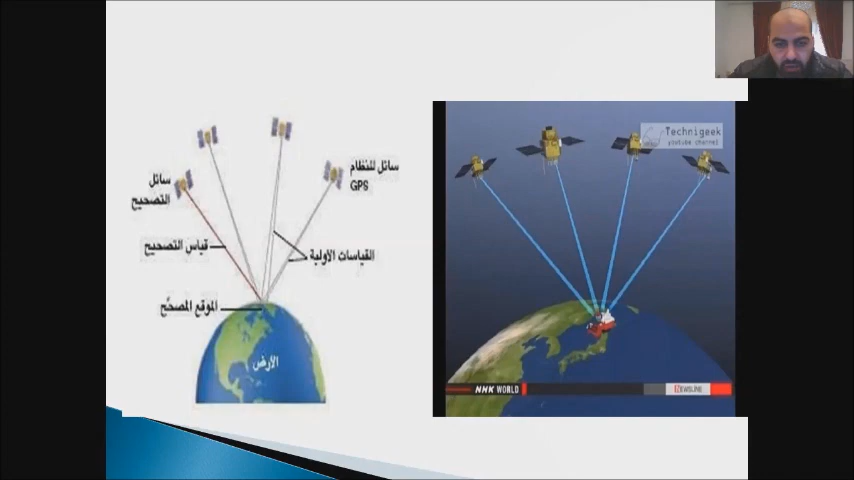 ساتل للنظام
GPS
ساتل
التصحيح
قياس التصحيح
القياسات الأولية
الموقع المصحَّح
الأرض
Technigeek
youtube channel
NHK WORLD
NEWSLINE